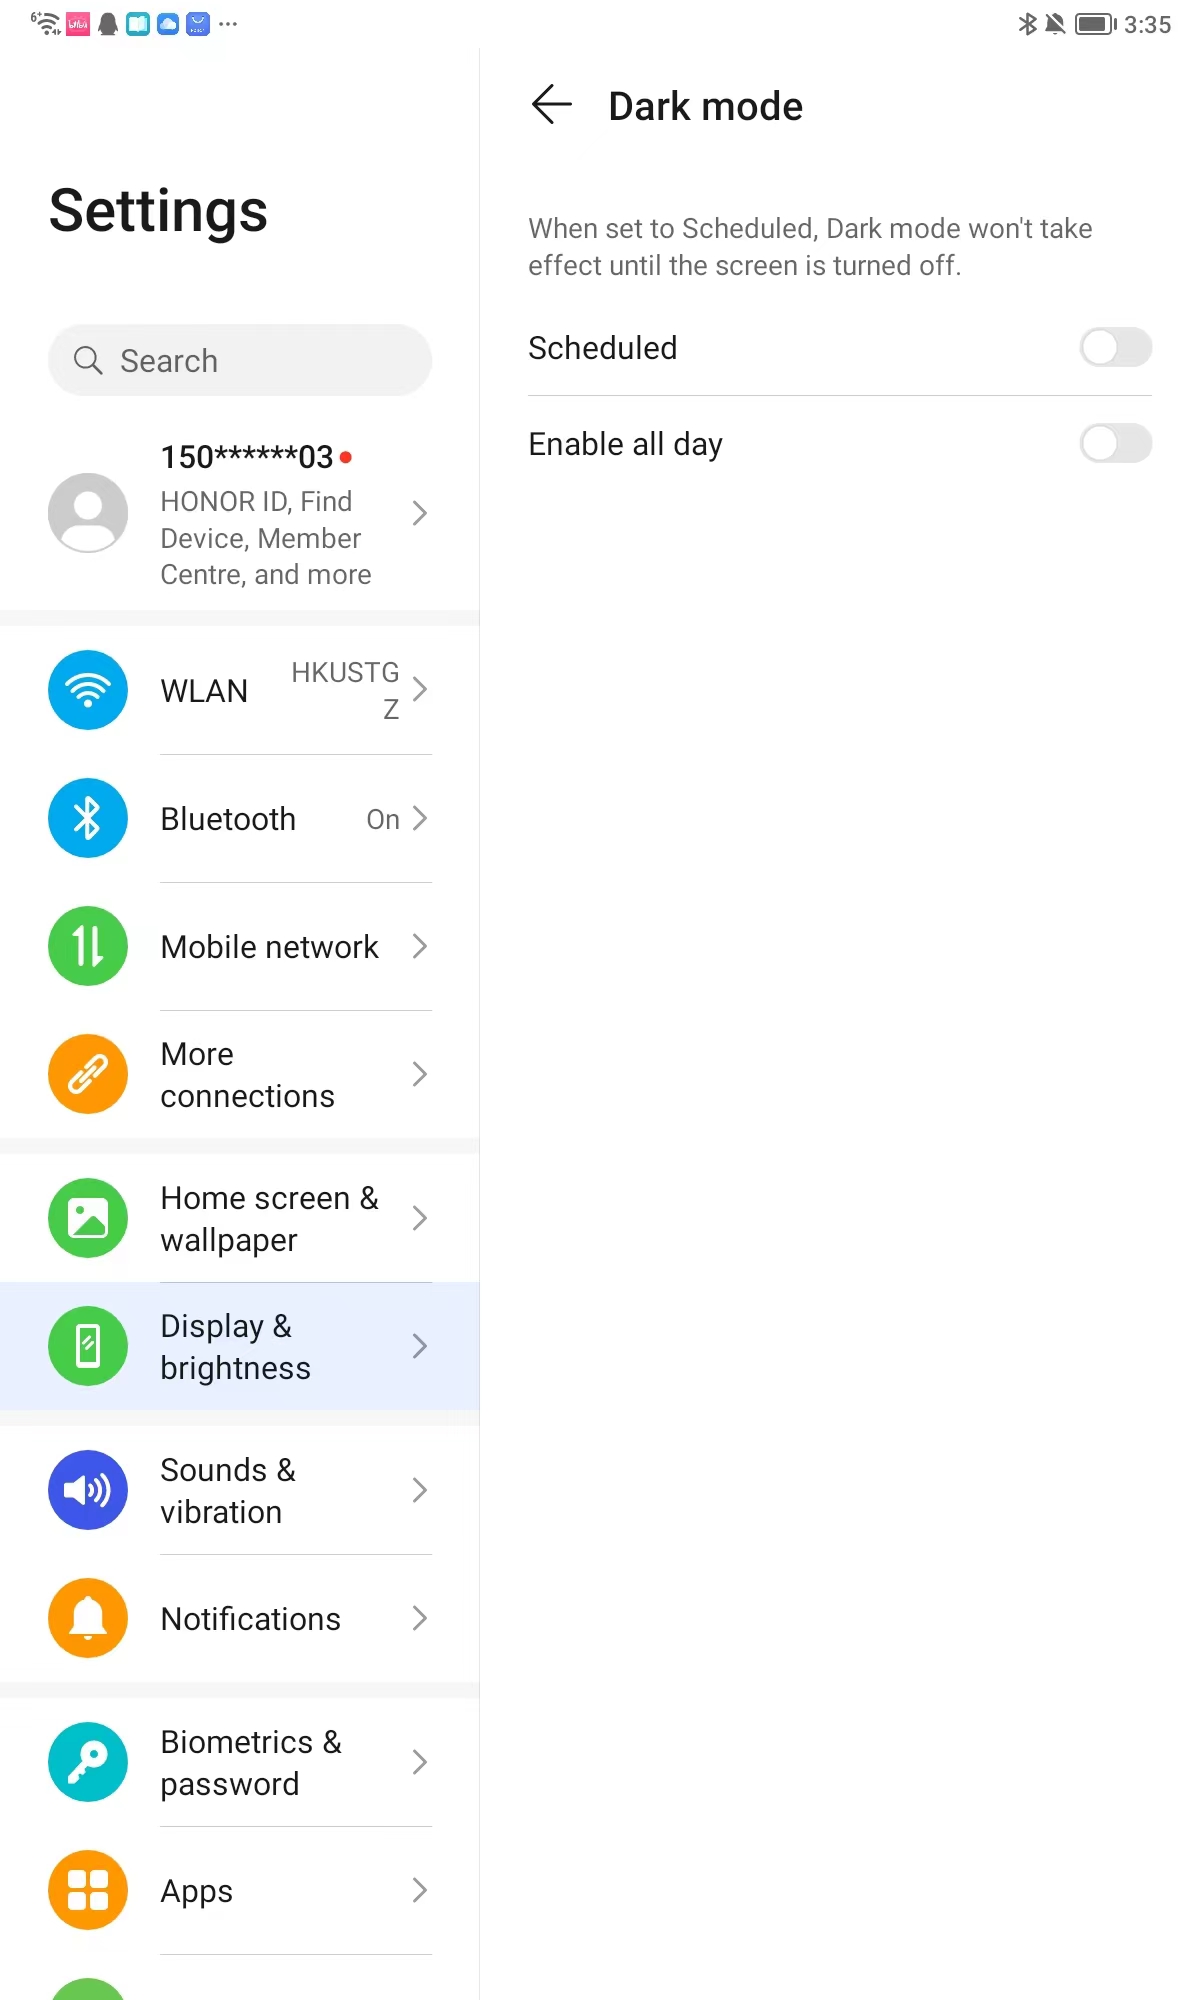 3:35
Settings
Search
150******03
HONOR ID, Find
Device, Member
Centre, and more
WLAN
HKUSTG
Z
Bluetooth
On
Mobile network
More
connections
Home screen &
wallpaper
Display &
brightness
Sounds &
vibration
Notifications
Biometrics &
password
Apps
Dark mode
When set to Scheduled, Dark mode won't take
effect until the screen is turned off.
Scheduled
Enable all day